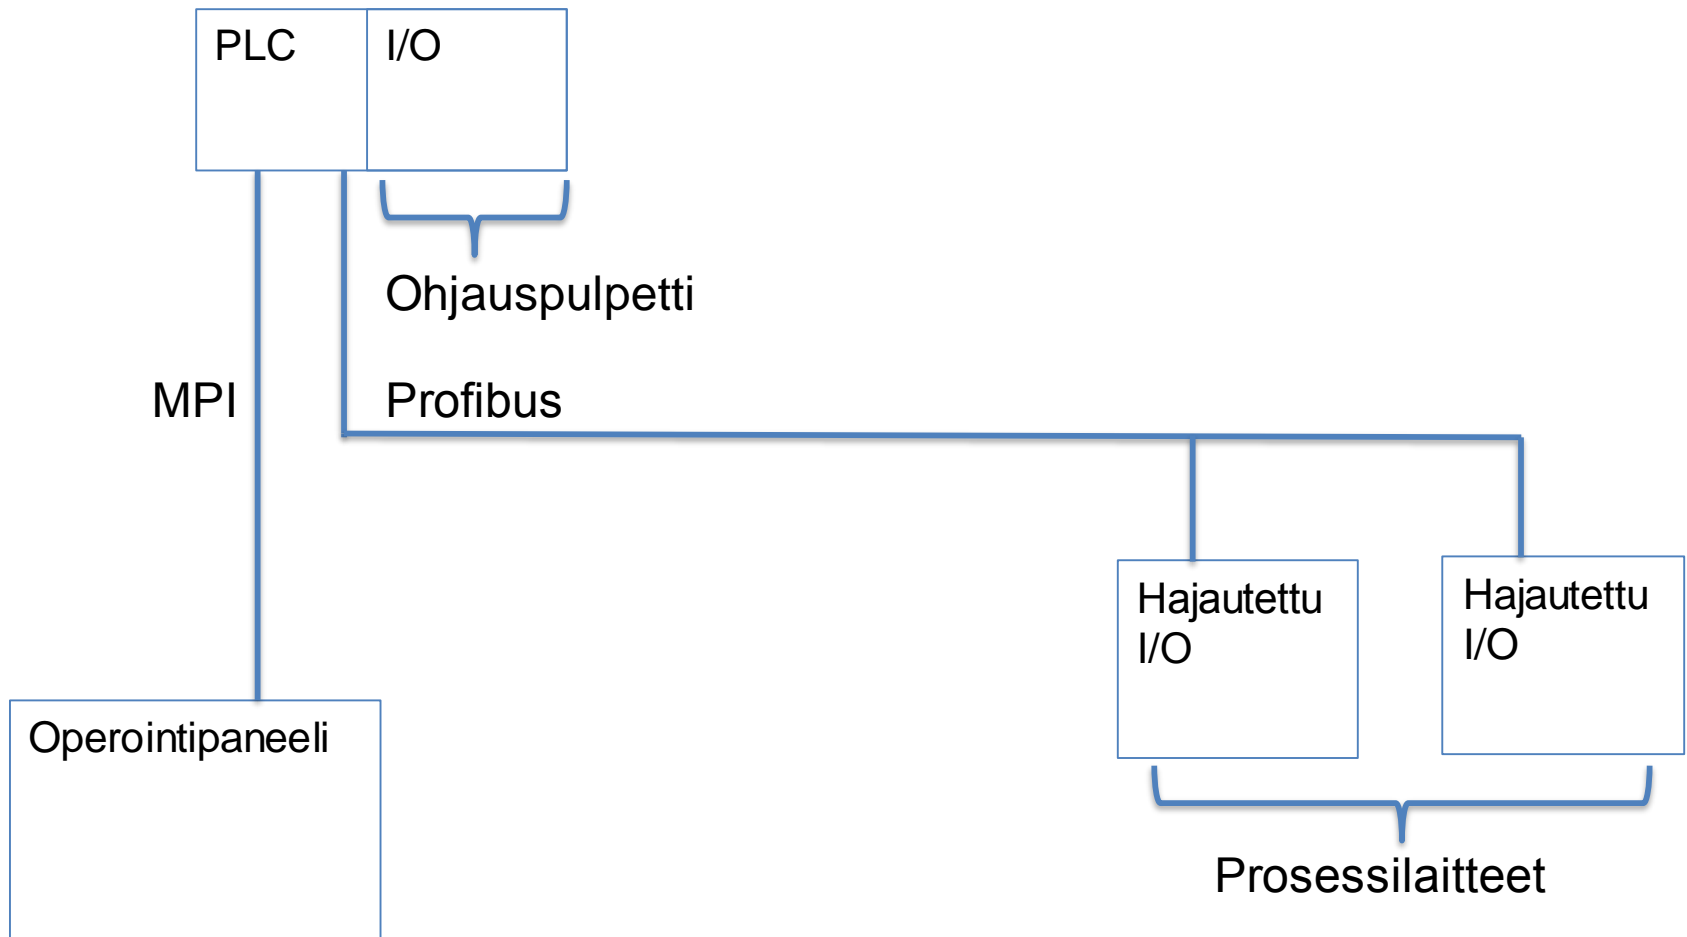 PLC
I/O
Ohjauspulpetti
MPI
Profibus
Hajautettu
I/O
Hajautettu
I/O
Operointipaneeli
Prosessilaitteet